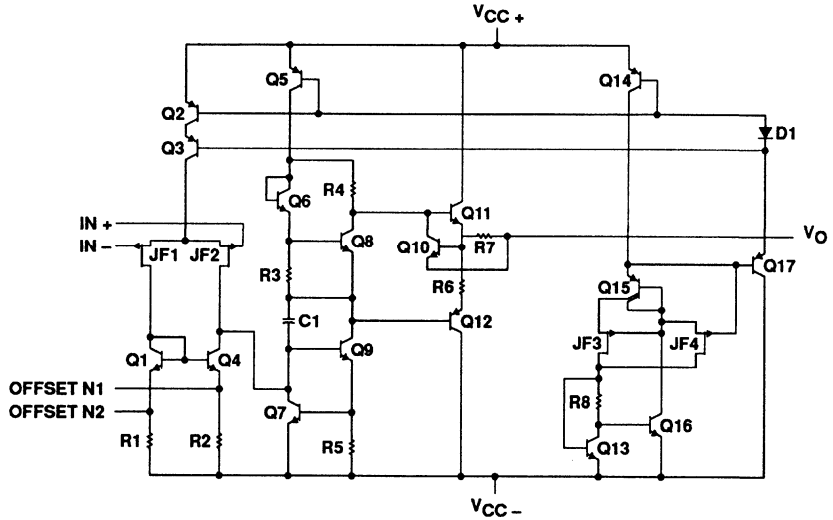 VCC+
Q5
Q14
Q2
D1
Q3
R4
Q6
Q11
IN +
Q8
VO
IN –
JF1
JF2
Q10
R7
Q17
R3
R6
Q15
C1
Q12
Q1
Q4
Q9
JF3
JF4
OFFSET N1
R8
OFFSET N2
Q7
Q16
R1
R2
R5
Q13
VCC–